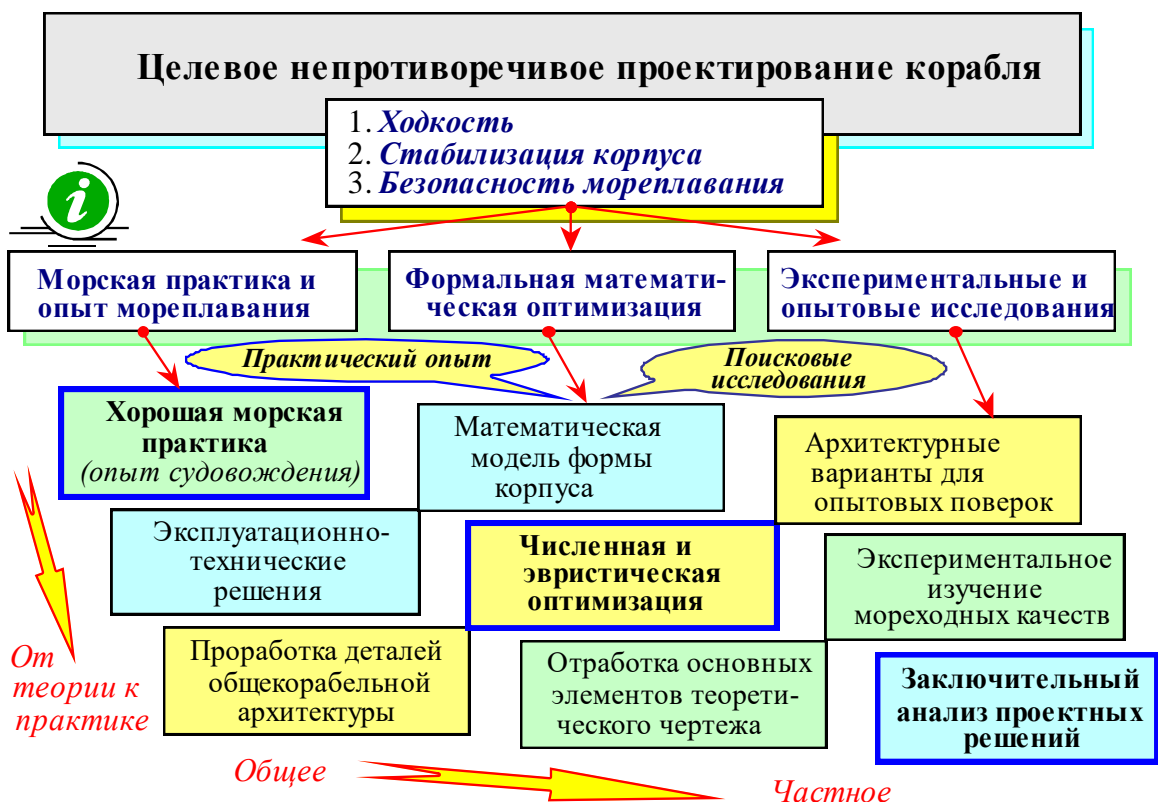 Целевое непротиворечивое проектирование корабля
1. Ходкость
2. Стабилизация корпуса
3. Безопасность мореплавания
i
Морская практика и
опыт мореплавания
Формальная математи-
ческая оптимизация
Экспериментальные и
опытовые исследования
Практический опыт
Поисковые
исследования
Хорошая морская
практика
(опыт судовождения)
Математическая
модель формы
корпуса
Архитектурные
варианты для
опытовых поверок
Эксплуатационно-
технические
решения
Численная и
эвристическая
оптимизация
Экспериментальное
изучение
мореходных качеств
Проработка деталей
общекорабельной
архитектуры
Отработка основных
элементов теорети-
ческого чертежа
Заключительный
анализ проектных
решений
От
теории к
практике
Общее
Частное